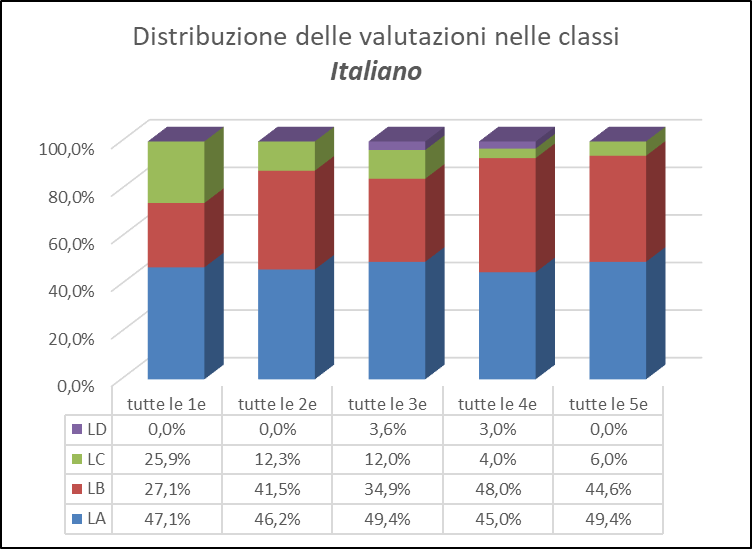 Distribuzione delle valutazioni nelle classi
Italiano
100,0%
80,0%
60,0%
40,0%
20,0%
0,0%
tutte le 1e tutte le 2e tutte le 3e tutte le 4e tutte le 5e
LD 0,0% 0,0% 3,6% 3,0% 0,0%
LC 25,9% 12,3% 12,0% 4,0% 6,0%
LB 27,1% 41,5% 34,9% 48,0% 44,6%
LA 47,1% 46,2% 49,4% 45,0% 49,4%